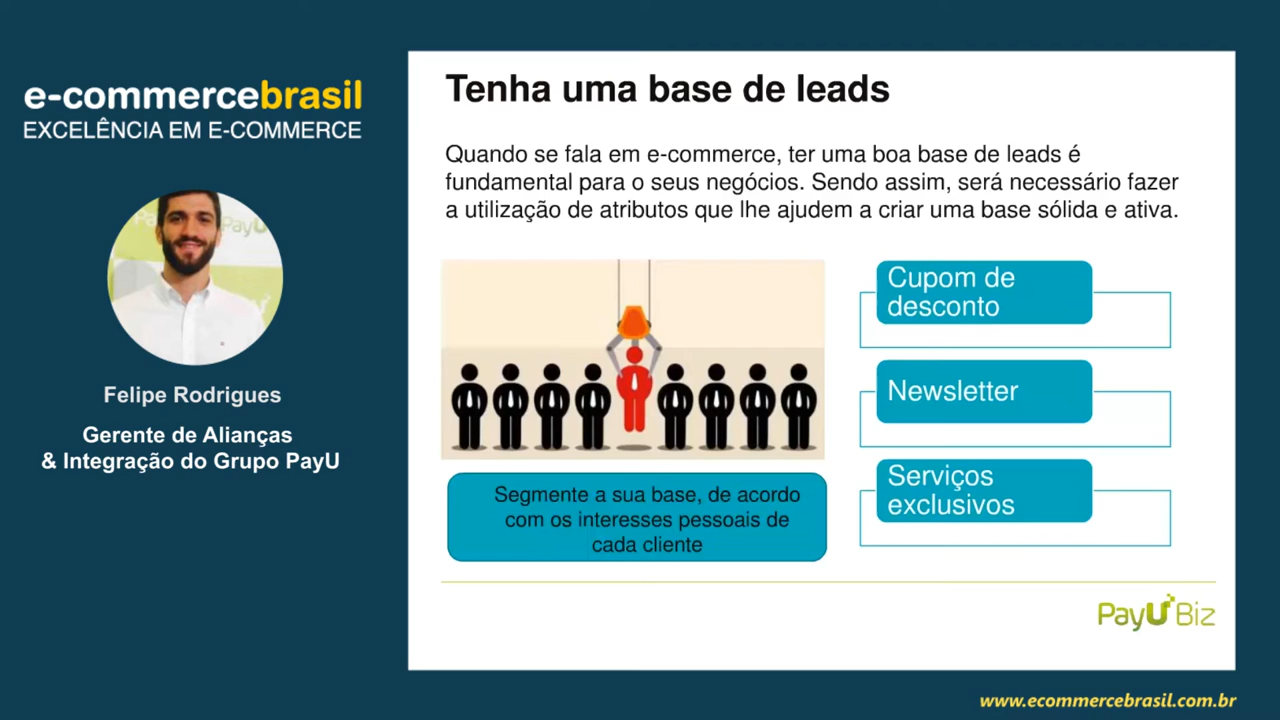 e-commercebrasil
EXCELÊNCIA EM E-COMMERCE
Felipe Rodrigues
Gerente de Alianças
& Integração do Grupo PayU
Tenha uma base de leads
Quando se fala em e-commerce, ter uma boa base de leads é
fundamental para o seus negócios. Sendo assim, será necessário fazer
a utilização de atributos que lhe ajudem a criar uma base sólida e ativa.
Segmente a sua base, de acordo
com os interesses pessoais de
cada cliente
Cupom de
desconto
Newsletter
Serviços
exclusivos
PayU Biz
www.ecommercebrasil.com.br